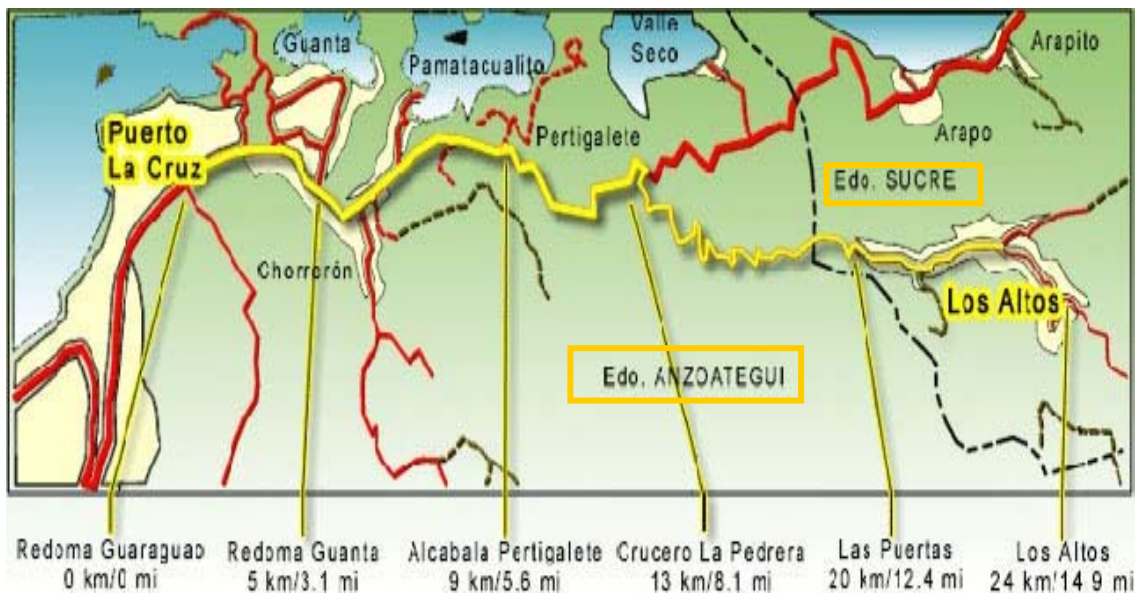 Guanta
Pamatacualito
Valle
Seco
Arapito
Puerto
La Cruz
Pertigalete
Arapo
Edo. SUCRE
Chorrerón
Los Altos
Edo. ANZOATEGUI
Redoma Guaraguao
0 km/0 mi
Redoma Guanta
5 km/3.1 mi
Alcabala Pertigalete
9 km/5.6 mi
Crucero La Pedrera
13 km/8.1 mi
Las Puertas
20 km/12.4 mi
Los Altos
24 km/14.9 mi